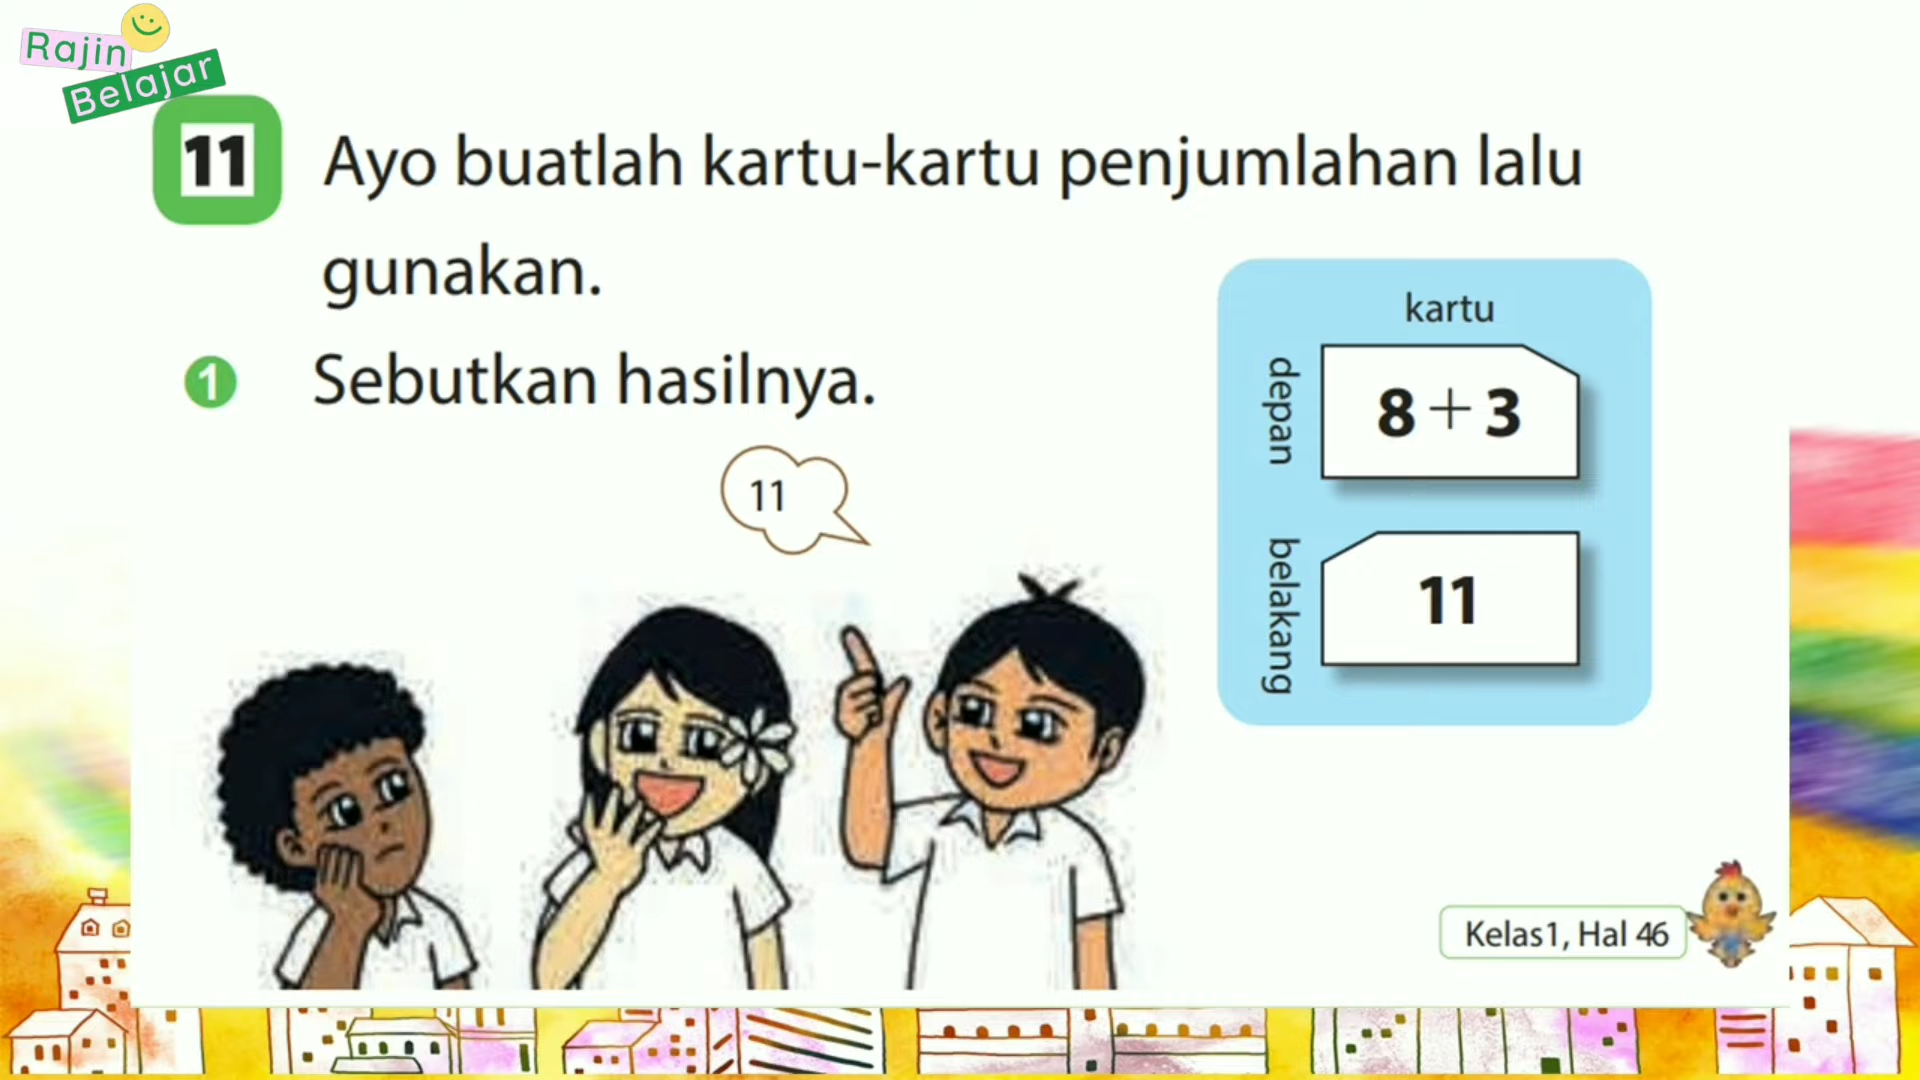 Rajin
Belajar
11 Ayo buatlah kartu-kartu penjumlahan lalu
gunakan.
1 Sebutkan hasilnya.
11
kartu
depan
8+3
belakang
11
Kelas1, Hal 46